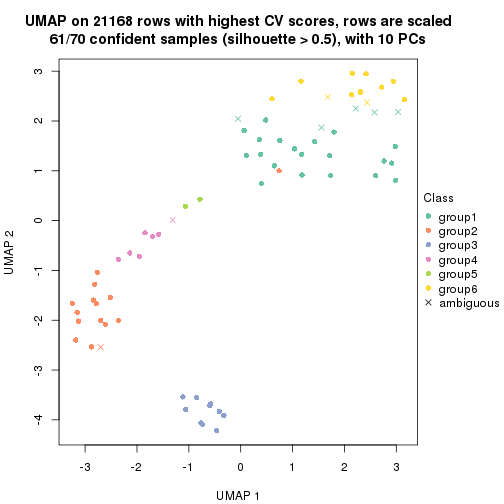 UMAP on 21168 rows with highest CV scores, rows are scaled
61/70 confident samples (silhouette > 0.5), with 10 PCs
3
2
1
0
-1
-2
-3
-4
UMAP 2
-3
-2
-1
0
1
2
3
UMAP 1
Class
group1
group2
group3
group4
group5
group6
ambiguous